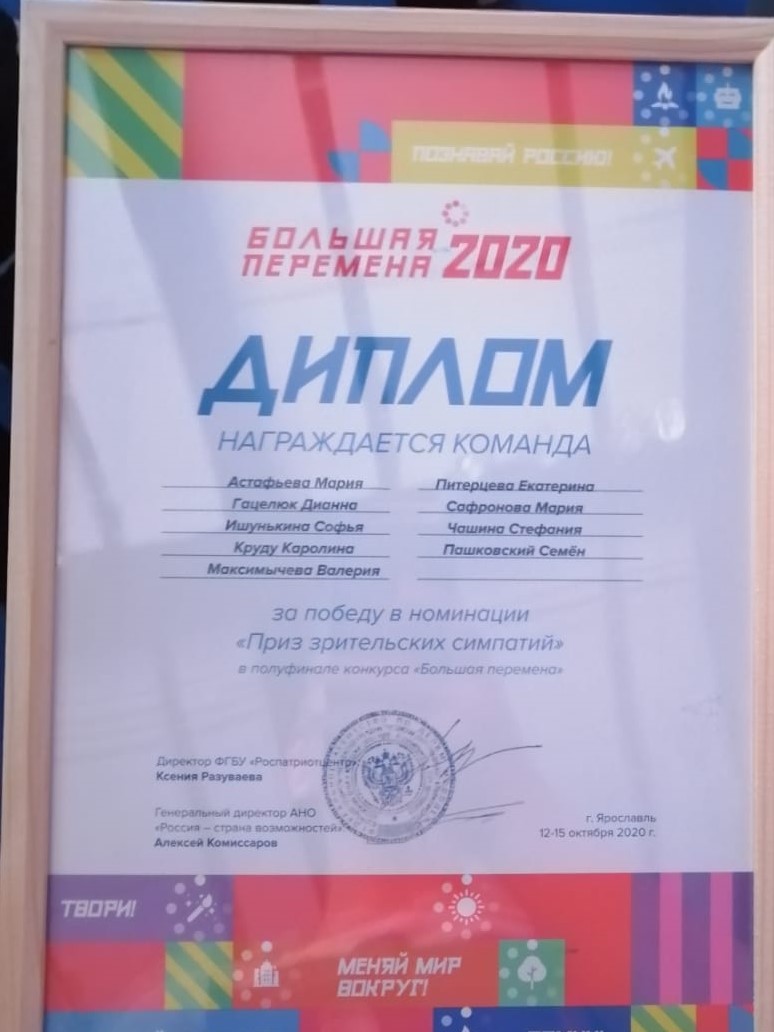 ПОЗНАВАЙ РОССИЮ!
БОЛЬШАЯ
ПЕРЕМЕНА 2020
ДИПЛОМ
НАГРАЖДАЕТСЯ КОМАНДА
Астафьева Мария
Гацелюк Дианна
Ишунькина Софья
Круду Каролина
Максимычева Валерия
Питерцева Екатерина
Сафронова Мария
Чашина Стефания
Пашковский Семён
за победу в номинации
«Приз зрительских симпатий»
в полуфинале конкурса «Большая перемена»
Директор ФГБУ «Роспатриотцентр»
Ксения Разуваева
Генеральный директор АНО
«Россия – страна возможностей»
Алексей Комиссаров
г. Ярославль
12-15 октября 2020 г.
ТВОРИ!
МЕНЯЙ МИР
ВОКРУГ!